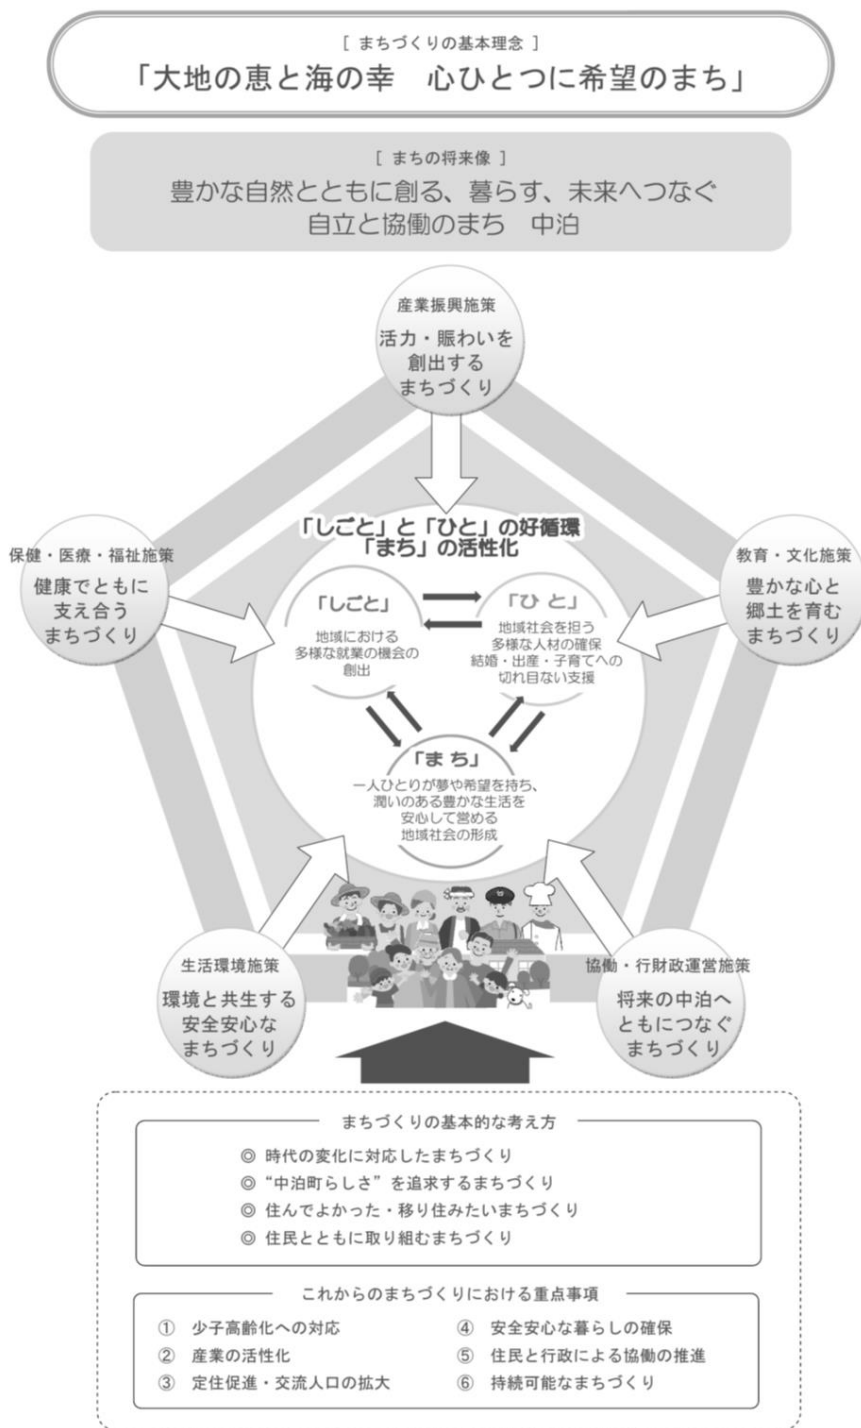 [ まちづくりの基本理念 ]
「大地の恵と海の幸　心ひとつに希望のまち」
[ まちの将来像 ]
豊かな自然とともに創る、暮らす、未来へつなぐ
自立と協働のまち　中泊
産業振興施策
活力・賑わいを
創出する
まちづくり
「しごと」と「ひと」の好循環
「まち」の活性化
保健・医療・福祉施策
健康でともに
支え合う
まちづくり
教育・文化施策
豊かな心と
郷土を育む
まちづくり
「しごと」
地域における
多様な就業の機会の
創出
「ひ と」
地域社会を担う
多様な人材の確保
結婚・出産・子育てへの
切れ目ない支援
「ま ち」
一人ひとりが夢や希望を持ち、
潤いのある豊かな生活を
安心して営める
地域社会の形成
生活環境施策
環境と共生する
安全安心な
まちづくり
協働・行財政運営施策
将来の中泊へ
ともにつなぐ
まちづくり
まちづくりの基本的な考え方
◎ 時代の変化に対応したまちづくり
◎ “中泊町らしさ”を追求するまちづくり
◎ 住んでよかった・移り住みたいまちづくり
◎ 住民とともに取り組むまちづくり
これからのまちづくりにおける重点事項
① 少子高齢化への対応
② 産業の活性化
③ 定住促進・交流人口の拡大
④ 安全安心な暮らしの確保
⑤ 住民と行政による協働の推進
⑥ 持続可能なまちづくり